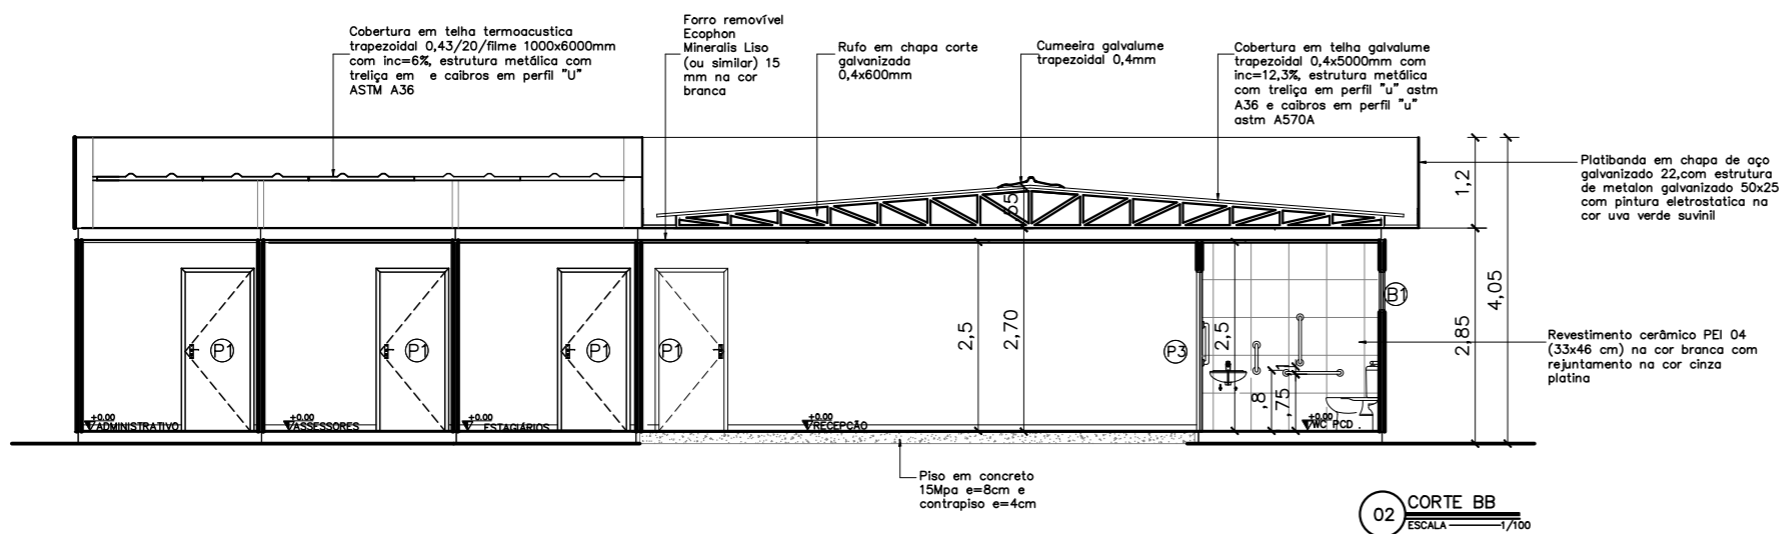 Cobertura em telha termoacustica
trapezoidal 0,43/20/filme 1000x6000mm
com inc=6%, estrutura metálica com
treliça em e caibros em perfil "U"
ASTM A36
Forro removível
Ecophon
Mineralis Liso
(ou similar) 15
mm na cor
branca
Rufo em chapa corte
galvanizada
0,4x600mm
Cumeeira galvalume
trapezoidal 0,4mm
Cobertura em telha galvalume
trapezoidal 0,4x5000mm com
inc=12,3%, estrutura metálica
com treliça em perfil "u" astm
A36 e caibros em perfil "u"
astm A570A
Platibanda em chapa de aço
galvanizado 22,com estrutura
de metalon galvanizado 50x25
com pintura eletrostatica na
cor uva verde suvinil
1,2
4,05
2,85
55
2,5
2,70
2,5
,8
,75
P1
P1
P1
P1
P3
B1
Revestimento cerâmico PEI 04
(33x46 cm) na cor branca com
rejuntamento na cor cinza
platina
+0.00
ADMINISTRATIVO
+0.00
ASSESSORES
+0.00
ESTAGIÁRIOS
+0.00
RECEPÇÃO
+0.00
WC PCD
Piso em concreto
15Mpa e=8cm e
contrapiso e=4cm
02
CORTE BB
ESCALA 1/100